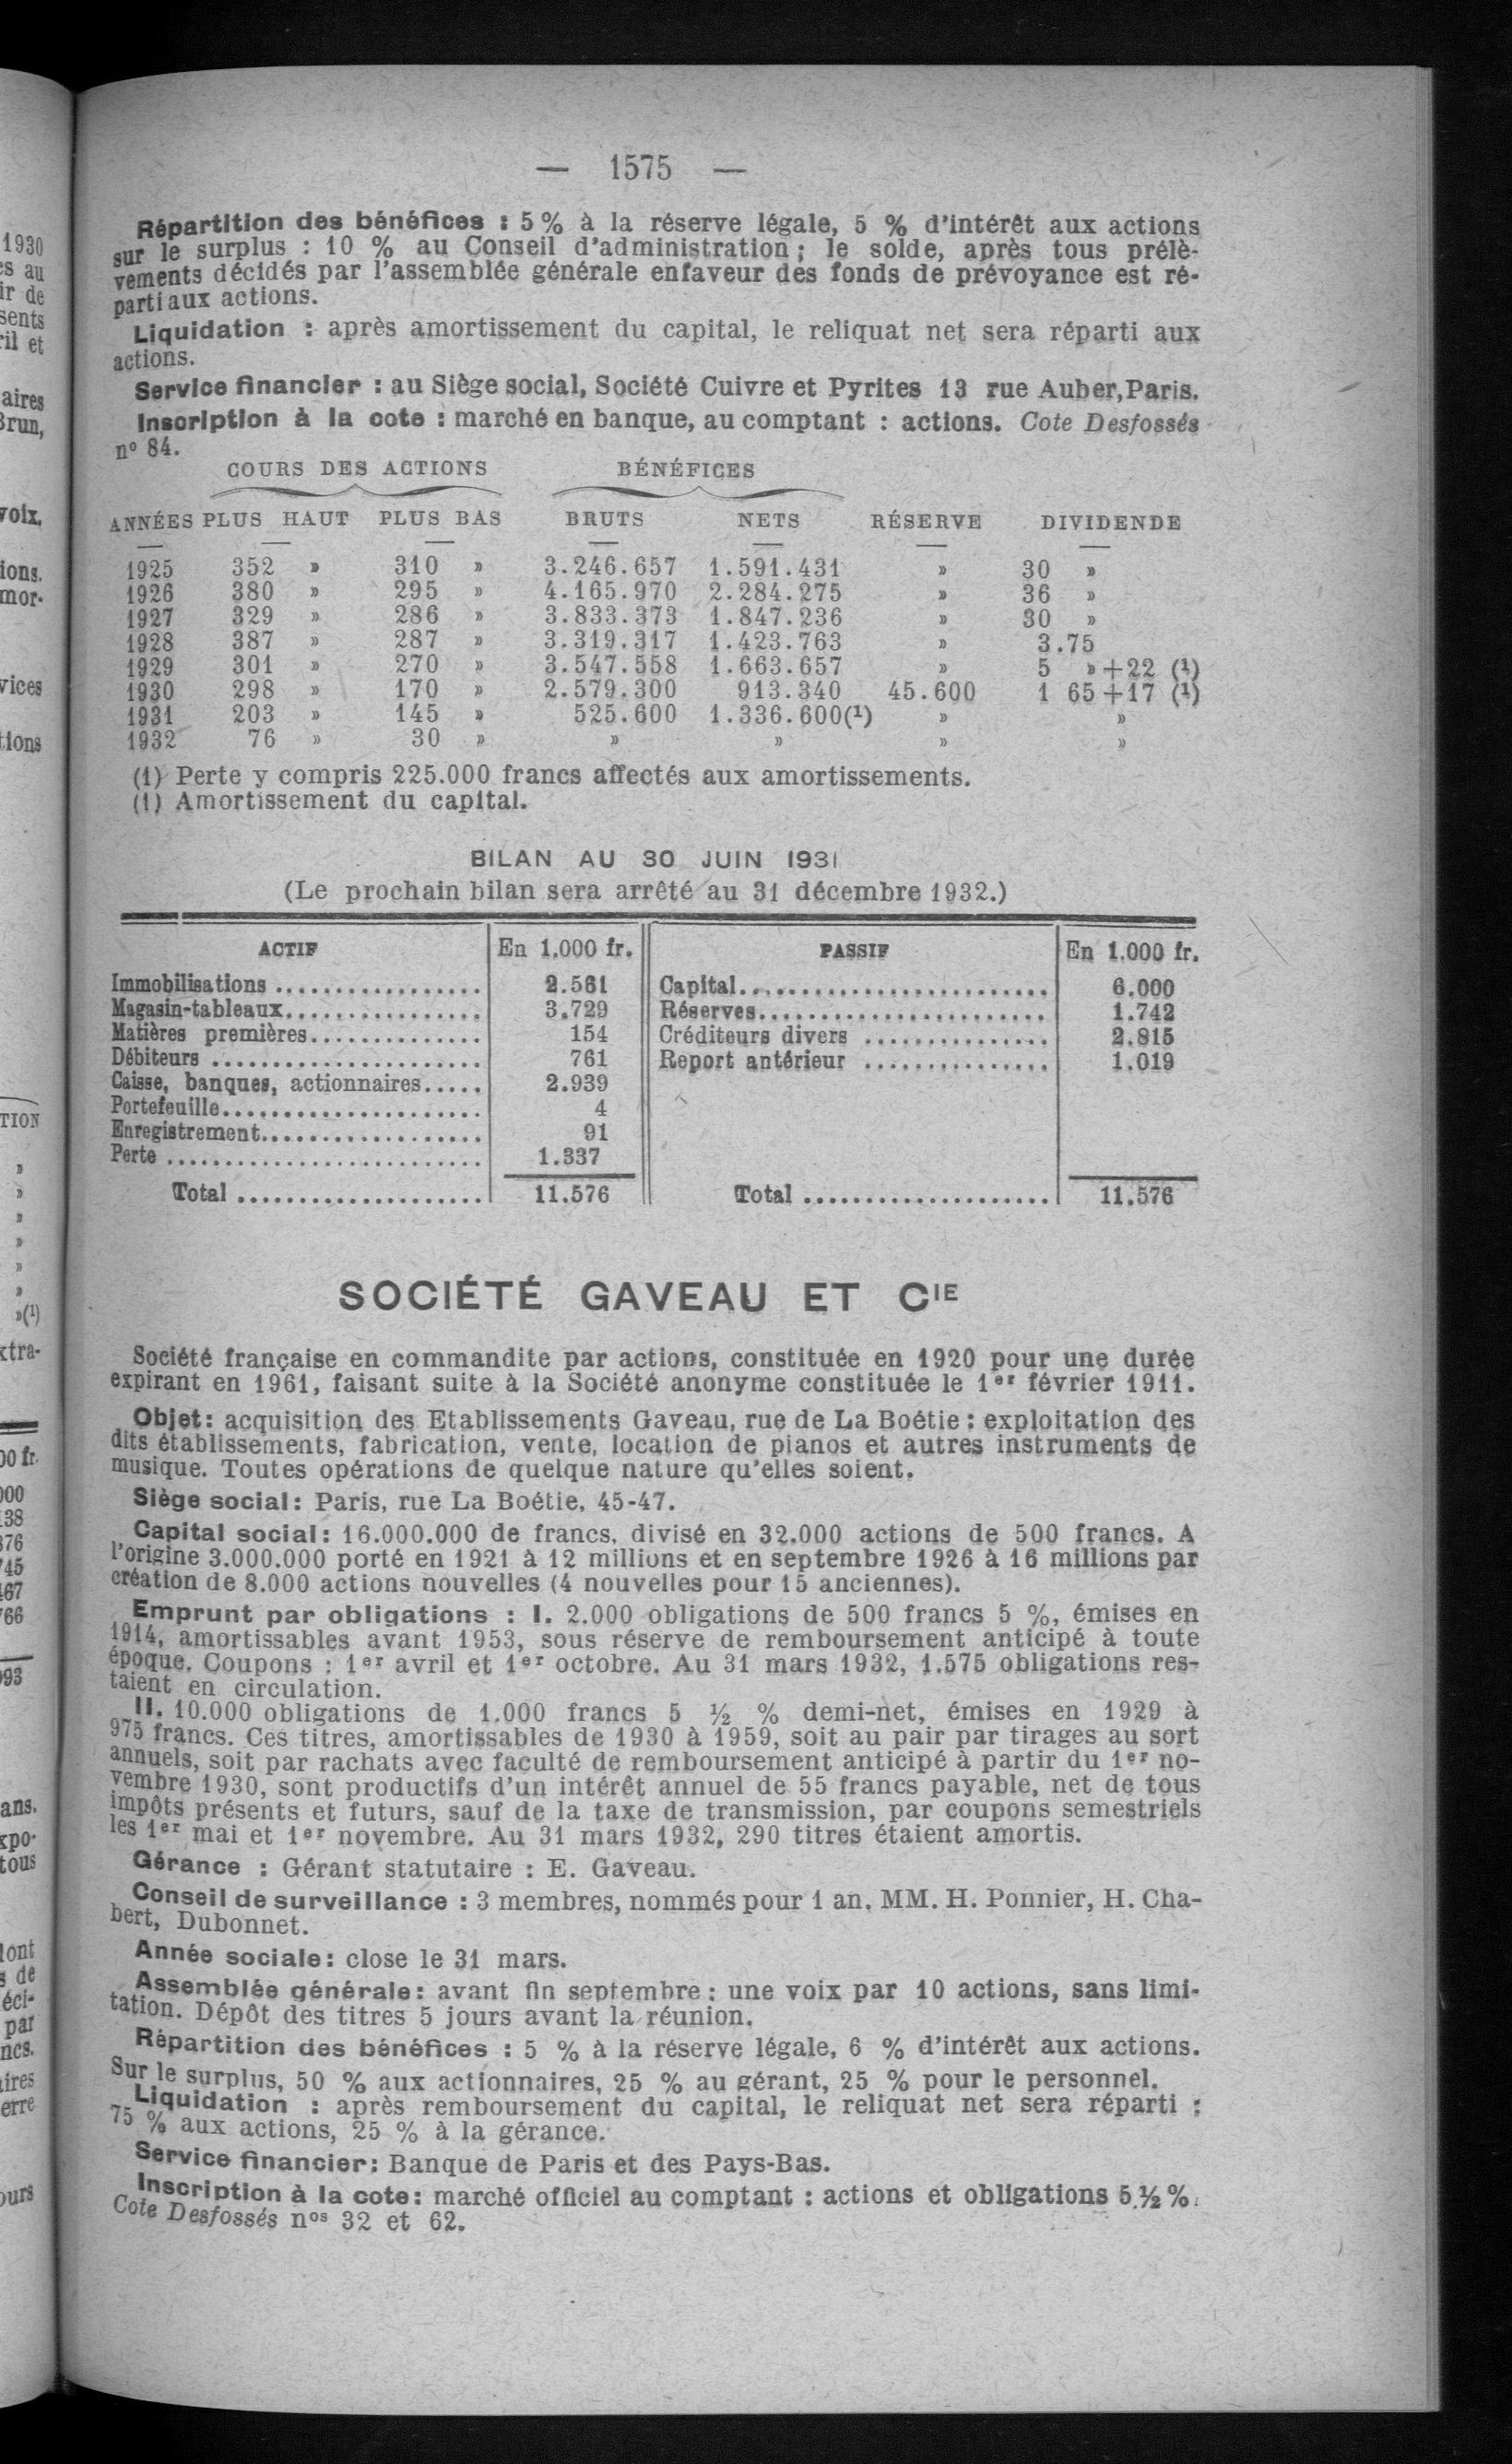 — 1575 —
Répartition des bénéfices : 5 % à la réserve légale, 5 % d'intérêt aux actions
sur le surplus : 10 % au Conseil d'administration ; le solde, après tous prélè-
vements décidés par l'assemblée générale enfaveur des fonds de prévoyance est ré-
parti aux actions.
Liquidation : après amortissement du capital, le reliquat net sera réparti aux
actions.
Service financier : au Siège social, Société Cuivre et Pyrites 13 rue Auber, Paris.
Inscription à la cote : marché en banque, au comptant : actions. Cote Desfossés
nº 84.
COURS DES ACTIONS BÉNÉFICES
ANNÉES PLUS HAUT PLUS BAS BRUTS NETS RÉSERVE DIVIDENDE
1925 352 » 310 » 3.246.657 1.591.431 » 30 »
1926 380 » 295 » 4.165.970 2.284.275 » 36 »
1927 329 » 286 » 3.833.373 1.847.236 » 30 »
1928 387 » 287 » 3.319.317 1.423.763 » 3.75
1929 301 » 270 » 3.547.558 1.663.657 » 5 »+22 (1)
1930 298 » 170 » 2.579.300 913.340 45.600 1 65+17 (1)
1931 203 » 145 » 525.600 1.336.600(1) » »
1932 76 » 30 » » » » »
(1) Perte y compris 225.000 francs affectés aux amortissements.
(1) Amortissement du capital.
BILAN AU 30 JUIN 1931
(Le prochain bilan sera arrêté au 31 décembre 1932.)
ACTIF En 1.000 fr. PASSIF En 1.000 fr.
Immobilisations ................. 2.561 Capital.......................... 6.000
Magasin-tableaux................ 3.729 Réserves........................ 1.742
Matières premières.............. 154 Créditeurs divers ............... 2.815
Débiteurs ...................... 761 Report antérieur ............... 1.019
Caisse, banques, actionnaires..... 2.939
Portefeuille..................... 4
Enregistrement.................. 91
Perte .......................... 1.337
Total .................... 11.576 Total .................... 11.576
SOCIÉTÉ GAVEAU ET CIE
Société française en commandite par actions, constituée en 1920 pour une durée
expirant en 1961, faisant suite à la Société anonyme constituée le 1er février 1911.
Objet : acquisition des Etablissements Gaveau, rue de La Boétie : exploitation des
dits établissements, fabrication, vente, location de pianos et autres instruments de
musique. Toutes opérations de quelque nature qu'elles soient.
Siège social : Paris, rue La Boétie, 45-47.
Capital social : 16.000.000 de francs, divisé en 32.000 actions de 500 francs. A
l'origine 3.000.000 porté en 1921 à 12 millions et en septembre 1926 à 16 millions par
création de 8.000 actions nouvelles (4 nouvelles pour 15 anciennes).
Emprunt par obligations : I. 2.000 obligations de 500 francs 5 %, émises en
1914, amortissables avant 1953, sous réserve de remboursement anticipé à toute
époque. Coupons : 1er avril et 1er octobre. Au 31 mars 1932, 1.575 obligations res-
taient en circulation.
II. 10.000 obligations de 1.000 francs 5 ½ % demi-net, émises en 1929 à
975 francs. Ces titres, amortissables de 1930 à 1959, soit au pair par tirages au sort
annuels, soit par rachats avec faculté de remboursement anticipé à partir du 1er no-
vembre 1930, sont productifs d'un intérêt annuel de 55 francs payable, net de tous
impôts présents et futurs, sauf de la taxe de transmission, par coupons semestriels
les 1er mai et 1er novembre. Au 31 mars 1932, 290 titres étaient amortis.
Gérance : Gérant statutaire : E. Gaveau.
Conseil de surveillance : 3 membres, nommés pour 1 an. MM. H. Ponnier, H. Cha-
bert, Dubonnet.
Année sociale : close le 31 mars.
Assemblée générale : avant fin septembre ; une voix par 10 actions, sans limi-
tation. Dépôt des titres 5 jours avant la réunion.
Répartition des bénéfices : 5 % à la réserve légale, 6 % d'intérêt aux actions.
Sur le surplus, 50 % aux actionnaires, 25 % au gérant, 25 % pour le personnel.
Liquidation : après remboursement du capital, le reliquat net sera réparti :
75 % aux actions, 25 % à la gérance.
Service financier : Banque de Paris et des Pays-Bas.
Inscription à la cote : marché officiel au comptant : actions et obligations 5 ½ %.
Cote Desfossés nos 32 et 62.